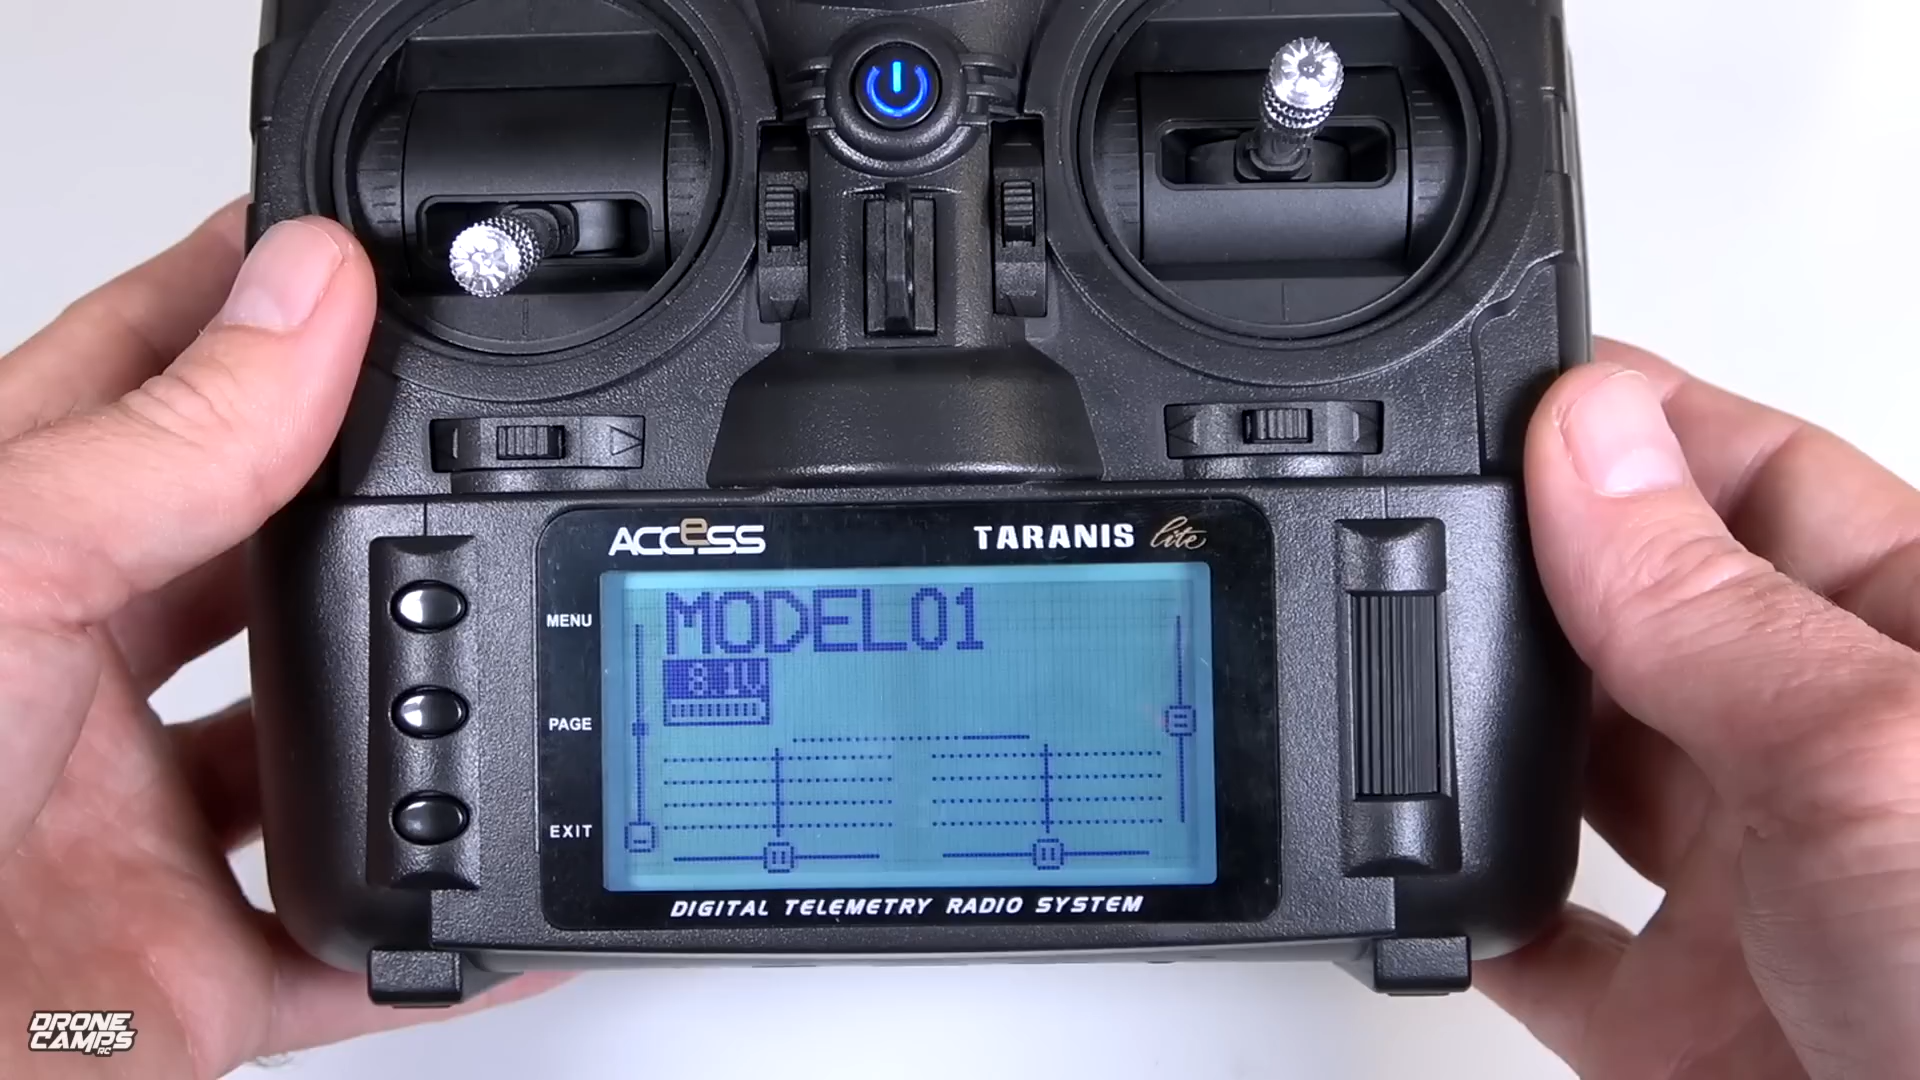 ACCeSS
TARANIS lite
MENU
PAGE
EXIT
MODEL01
8.1V
DIGITAL TELEMETRY RADIO SYSTEM
DRONE
CAMPS
RC